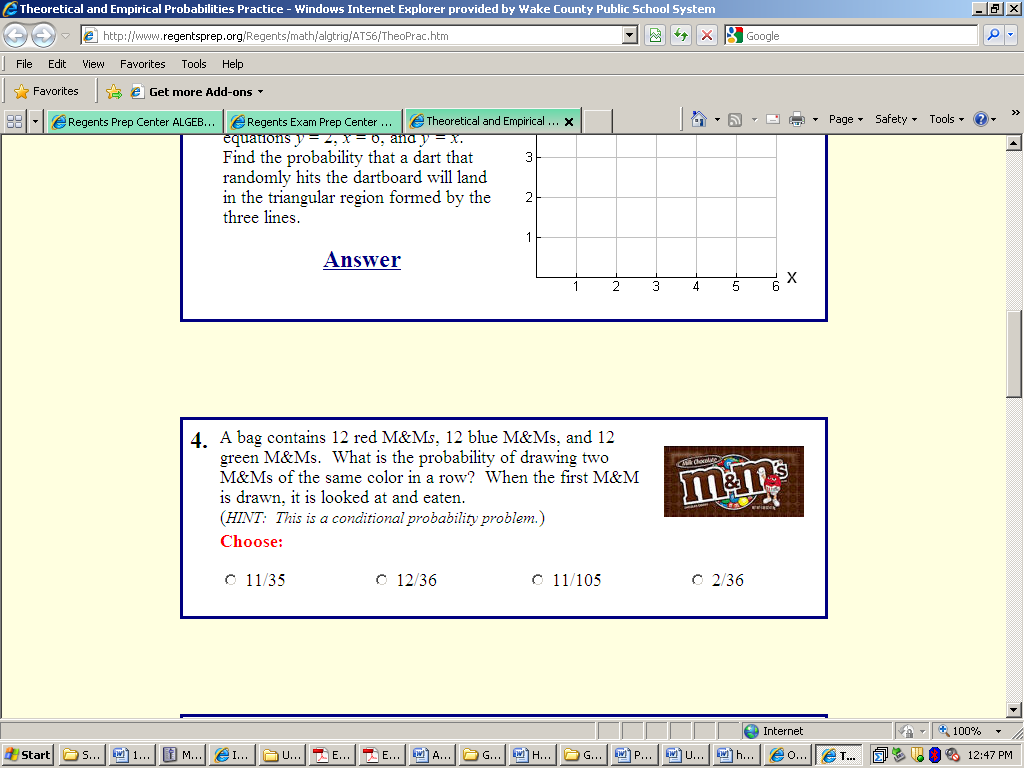 Theoretical and Empirical Probabilities Practice - Windows Internet Explorer provided by Wake County Public School System
http://www.regentsprep.org/Regents/math/algtrig/ATS6/TheoPrac.htm
Google
File Edit View Favorites Tools Help
Favorites Get more Add-ons
Regents Prep Center ALGEB... Regents Exam Prep Center ... Theoretical and Empirical ... Page Safety Tools
equations y = 2, x = 6, and y = x.
Find the probability that a dart that
randomly hits the dartboard will land
in the triangular region formed by the
three lines.
Answer
3
2
1
1 2 3 4 5 6 X
4. A bag contains 12 red M&Ms, 12 blue M&Ms, and 12
green M&Ms. What is the probability of drawing two
M&Ms of the same color in a row? When the first M&M
is drawn, it is looked at and eaten.
(HINT: This is a conditional probability problem.)
Choose:
11/35 12/36 11/105 2/36
Milk Chocolate
m&m's
Internet 100%
Start S... 1... M... I... U... E... E... A... G... H... G... P... U... h... O... T... 12:47 PM